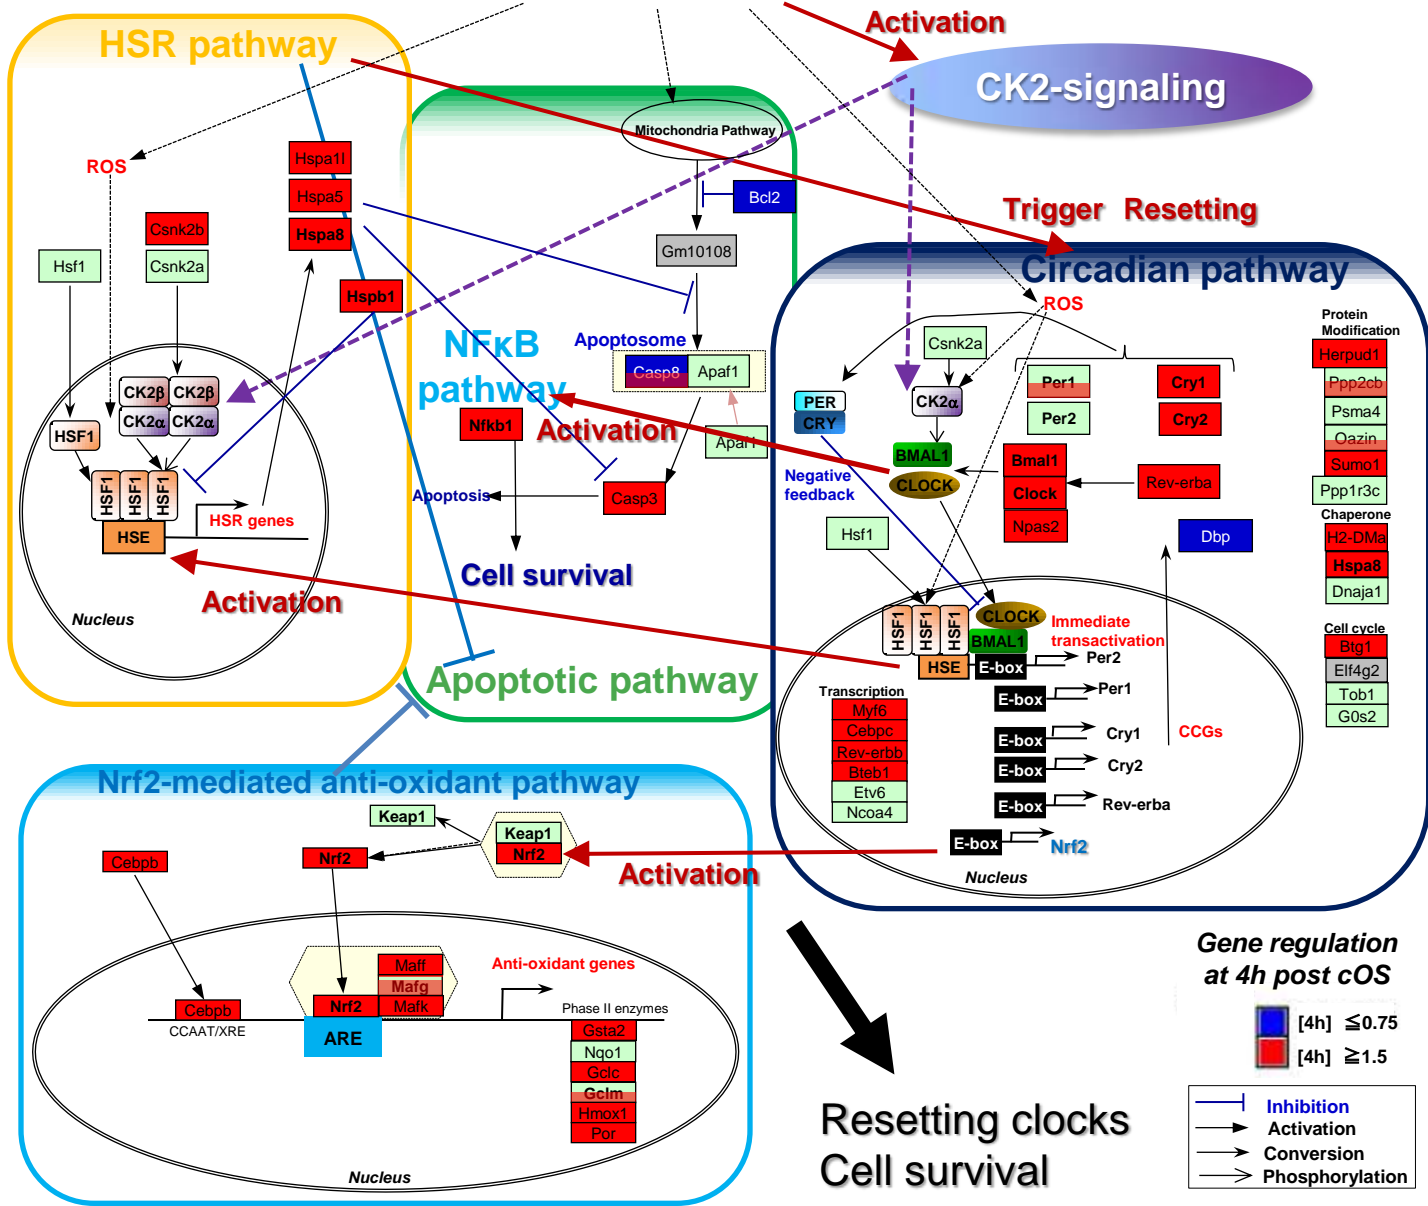 HSR pathway
Activation
CK2-signaling
Mitochondria Pathway
ROS
Hspa1l
Hspa5
Hspa8
Bcl2
Trigger Resetting
Csnk2b
Csnk2a
Hsf1
Gm10108
Circadian pathway
Hspb1
ROS
NFκB
pathway
Apoptosome
Casp8
Apaf1
Apaf1
Csnk2a
CK2α
Per1
Per2
Cry1
Cry2
Protein
Modification
Herpud1
Ppp2cb
Psma4
Oazin
Sumo1
Ppp1r3c
Chaperone
H2-DMa
Hspa8
Dnaja1
Cell cycle
Btg1
Elf4g2
Tob1
G0s2
CK2β
CK2β
CK2α
CK2α
HSF1
HSF1
HSF1
HSF1
HSE
HSR genes
Nucleus
Activation
Nfkb1
Activation
Apoptosis
Casp3
Cell survival
PER
CRY
Negative
feedback
BMAL1
CLOCK
Bmal1
Clock
Npas2
Rev-erba
Dbp
Hsf1
HSF1
HSF1
HSF1
HSE
CLOCK
BMAL1
E-box
Immediate
transactivation
Per2
E-box
Per1
E-box
Cry1
E-box
Cry2
E-box
Rev-erba
E-box
Nrf2
CCGs
Transcription
Myf6
Cebpc
Rev-erbb
Bteb1
Etv6
Ncoa4
Nucleus
Apoptotic pathway
Nrf2-mediated anti-oxidant pathway
Keap1
Keap1
Nrf2
Nrf2
Cebpb
Activation
Maff
Mafg
Mafk
Nrf2
ARE
Cebpb
CCAAT/XRE
Anti-oxidant genes
Phase II enzymes
Gsta2
Nqo1
Gclc
Gclm
Hmox1
Por
Nucleus
Resetting clocks
Cell survival
Gene regulation
at 4h post cOS
[4h] ≦0.75
[4h] ≧1.5
Inhibition
Activation
Conversion
Phosphorylation